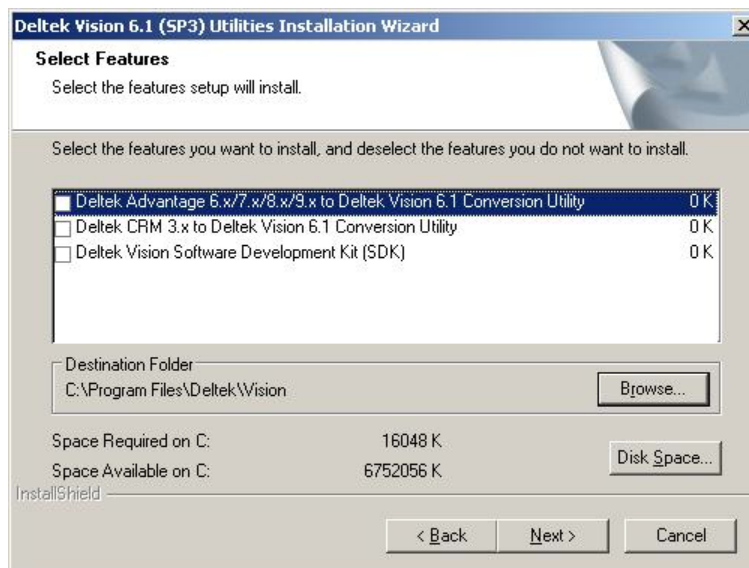 Deltek Vision 6.1 (SP3) Utilities Installation Wizard
Select Features
Select the features setup will install.
Select the features you want to install, and deselect the features you do not want to install.
Deltek Advantage 6.x/7.x/8.x/9.x to Deltek Vision 6.1 Conversion Utility 0 K
Deltek CRM 3.x to Deltek Vision 6.1 Conversion Utility 0 K
Deltek Vision Software Development Kit (SDK) 0 K
Destination Folder
C:\Program Files\Deltek\Vision Browse...
Space Required on C: 16048 K
Space Available on C: 6752056 K
Disk Space...
InstallShield
< Back Next > Cancel